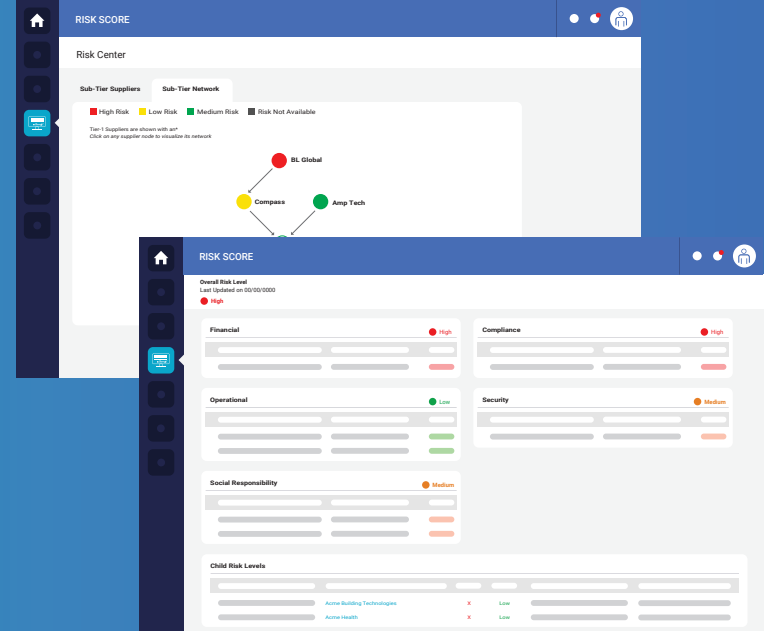 RISK SCORE
Risk Center
Sub-Tier Suppliers Sub-Tier Network
High Risk Low Risk Medium Risk Risk Not Available
Tier-1 Suppliers are shown with an*
Click on any supplier node to visualize its network
BL Global
Compass Amp Tech
RISK SCORE
Overall Risk Level
Last Updated on 00/00/0000
High
Financial High
Compliance High
Operational Low
Security Medium
Social Responsibility Medium
Child Risk Levels
Acme Building Technologies X Low
Acme Health X Low